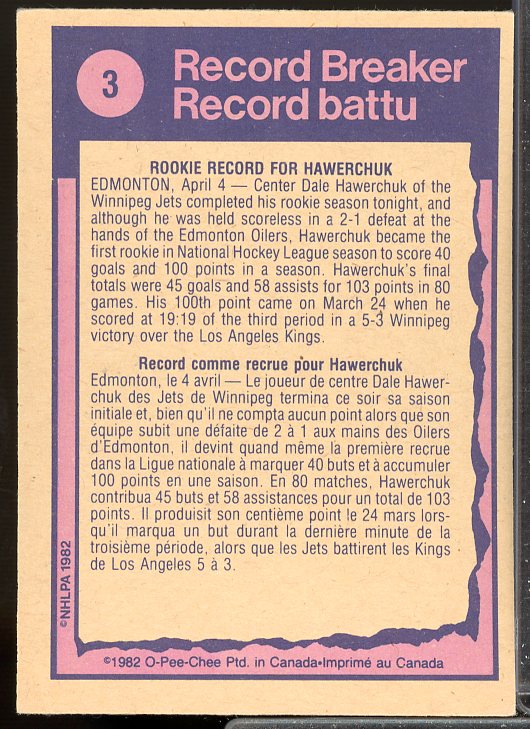 3
Record Breaker
Record battu
ROOKIE RECORD FOR HAWERCHUK
EDMONTON, April 4 — Center Dale Hawerchuk of the
Winnipeg Jets completed his rookie season tonight, and
although he was held scoreless in a 2-1 defeat at the
hands of the Edmonton Oilers, Hawerchuk became the
first rookie in National Hockey League season to score 40
goals and 100 points in a season. Hawerchuk's final
totals were 45 goals and 58 assists for 103 points in 80
games. His 100th point came on March 24 when he
scored at 19:19 of the third period in a 5-3 Winnipeg
victory over the Los Angeles Kings.
Record comme recrue pour Hawerchuk
Edmonton, le 4 avril — Le joueur de centre Dale Hawer-
chuk des Jets de Winnipeg termina ce soir sa saison
initiale et, bien qu'il ne compta aucun point alors que son
équipe subit une défaite de 2 à 1 aux mains des Oilers
d'Edmonton, il devint quand même la première recrue
dans la Ligue nationale à marquer 40 buts et à accumuler
100 points en une saison. En 80 matches, Hawerchuk
contribua 45 buts et 58 assistances pour un total de 103
points. Il produisit son centième point le 24 mars lors-
qu'il marqua un but durant la dernière minute de la
troisième période, alors que les Jets battirent les Kings
de Los Angeles 5 à 3.
©NHLPA 1982
©1982 O-Pee-Chee Ptd. in Canada•Imprimé au Canada